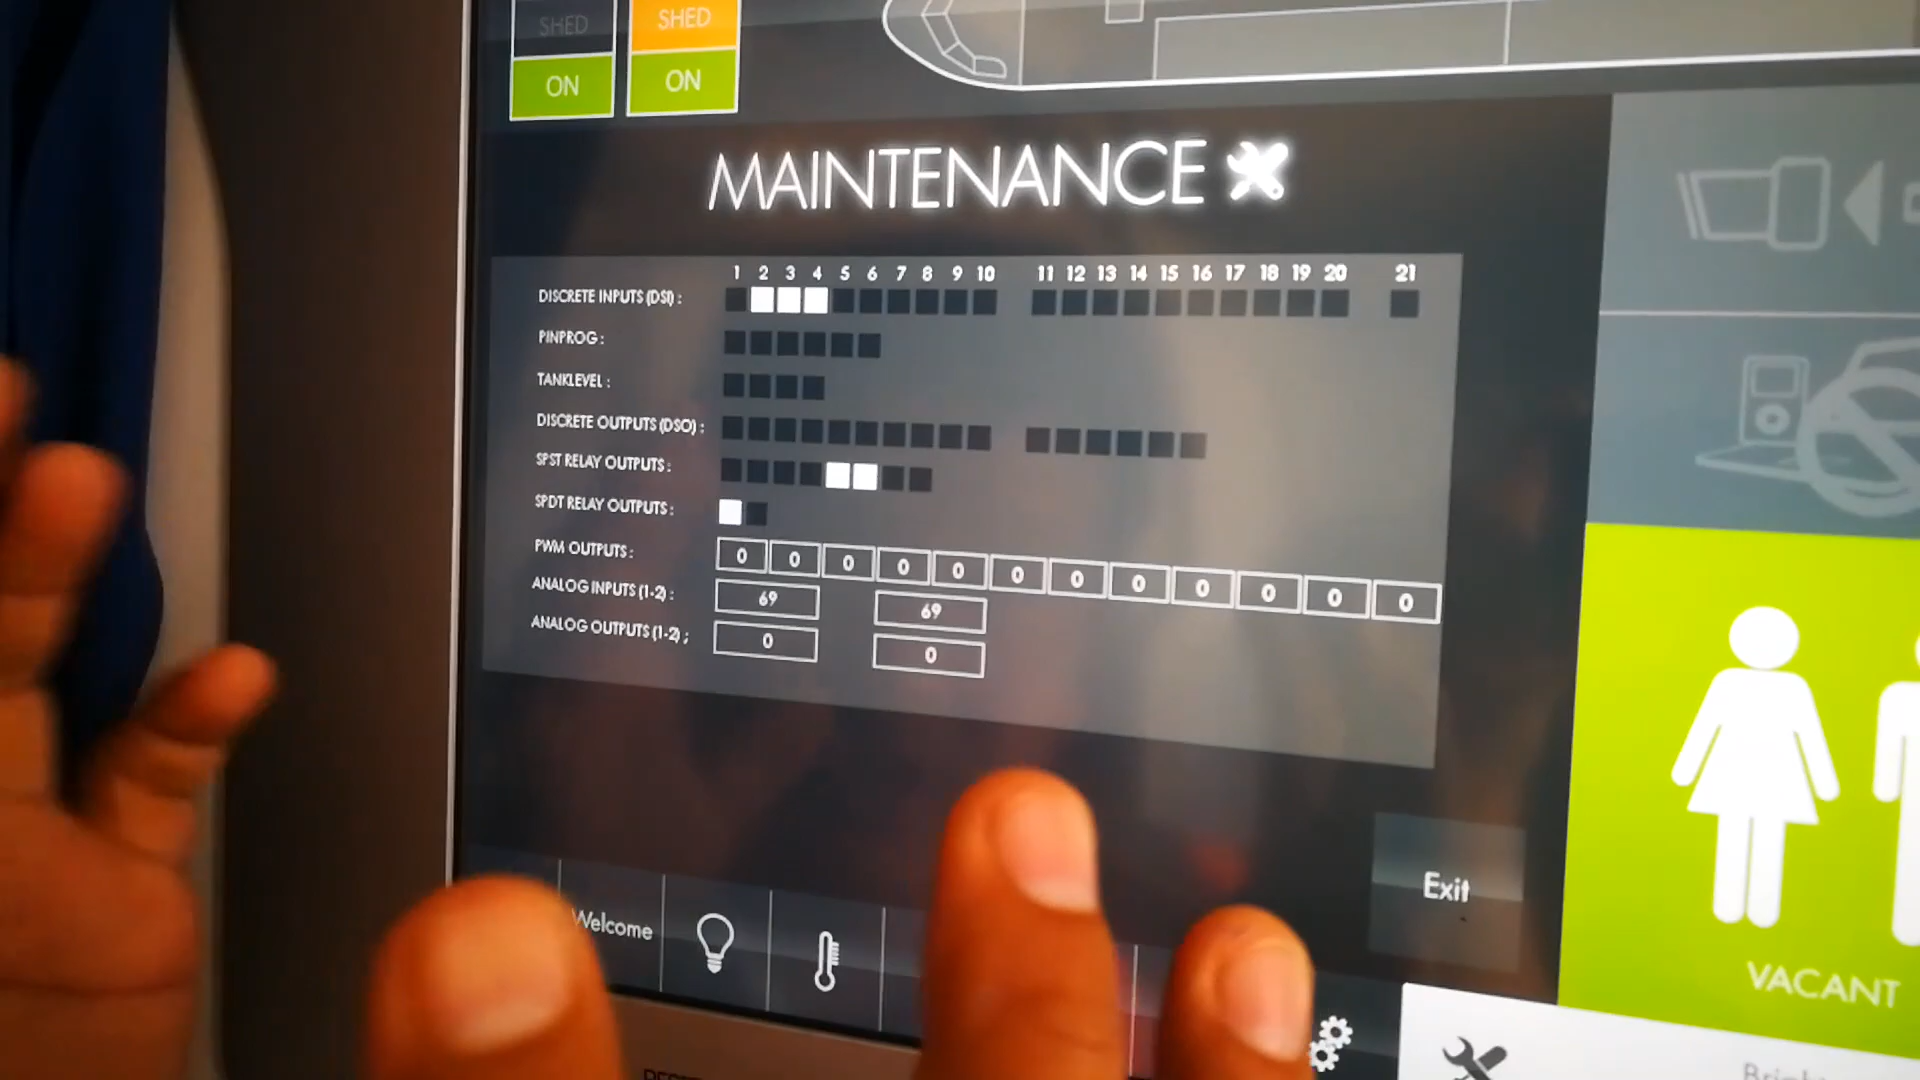 SHED SHED
ON ON
MAINTENANCE
1 2 3 4 5 6 7 8 9 10 11 12 13 14 15 16 17 18 19 20 21
DISCRETE INPUTS (DSI) :
PINPROG :
TANKLEVEL :
DISCRETE OUTPUTS (DSO) :
SPST RELAY OUTPUTS :
SPDT RELAY OUTPUTS :
PWM OUTPUTS : 0 0 0 0 0 0 0 0 0 0 0 0
ANALOG INPUTS (1-2) : 69 69
ANALOG OUTPUTS (1-2) ; 0 0
Exit
Welcome
VACANT